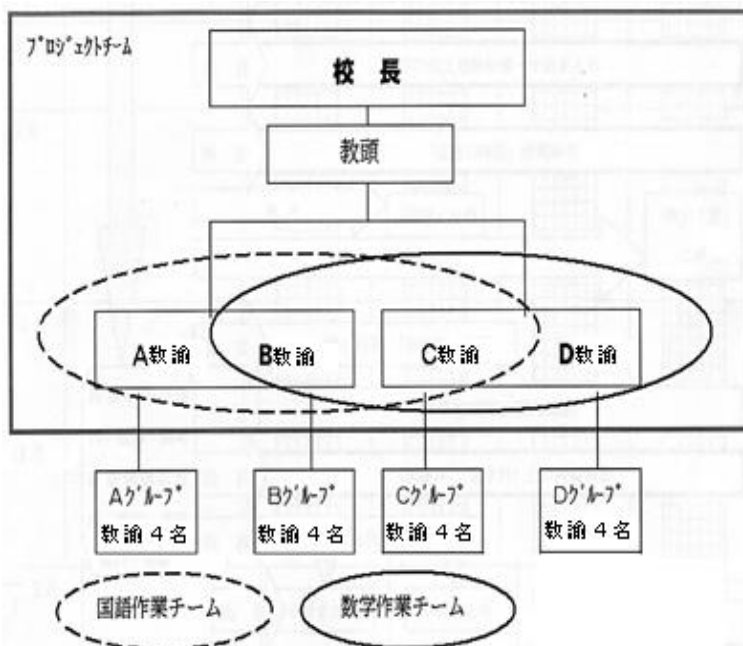 ﾌﾟﾛｼﾞｪｸﾄﾁｰﾑ
校 長
教頭
A教諭
B教諭
C教諭
D教諭
Aｸﾞﾙｰﾌﾟ
教諭4名
Bｸﾞﾙｰﾌﾟ
教諭4名
Cｸﾞﾙｰﾌﾟ
教諭4名
Dｸﾞﾙｰﾌﾟ
教諭4名
国語作業チーム
数学作業チーム